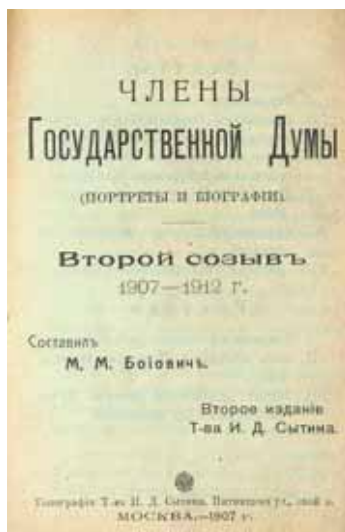 ЧЛЕНЫ
ГОСУДАРСТВЕННОЙ ДУМЫ
(ПОРТРЕТЫ И БІОГРАФІИ)
Второй созывъ
1907—1912 г.
Составилъ
М. М. Боіовичъ.
Второе изданіе
Т-ва И. Д. Сытина.
Типографія Т-ва И. Д. Сытина. Пятницкая ул., свой д.
МОСКВА.—1907 г.